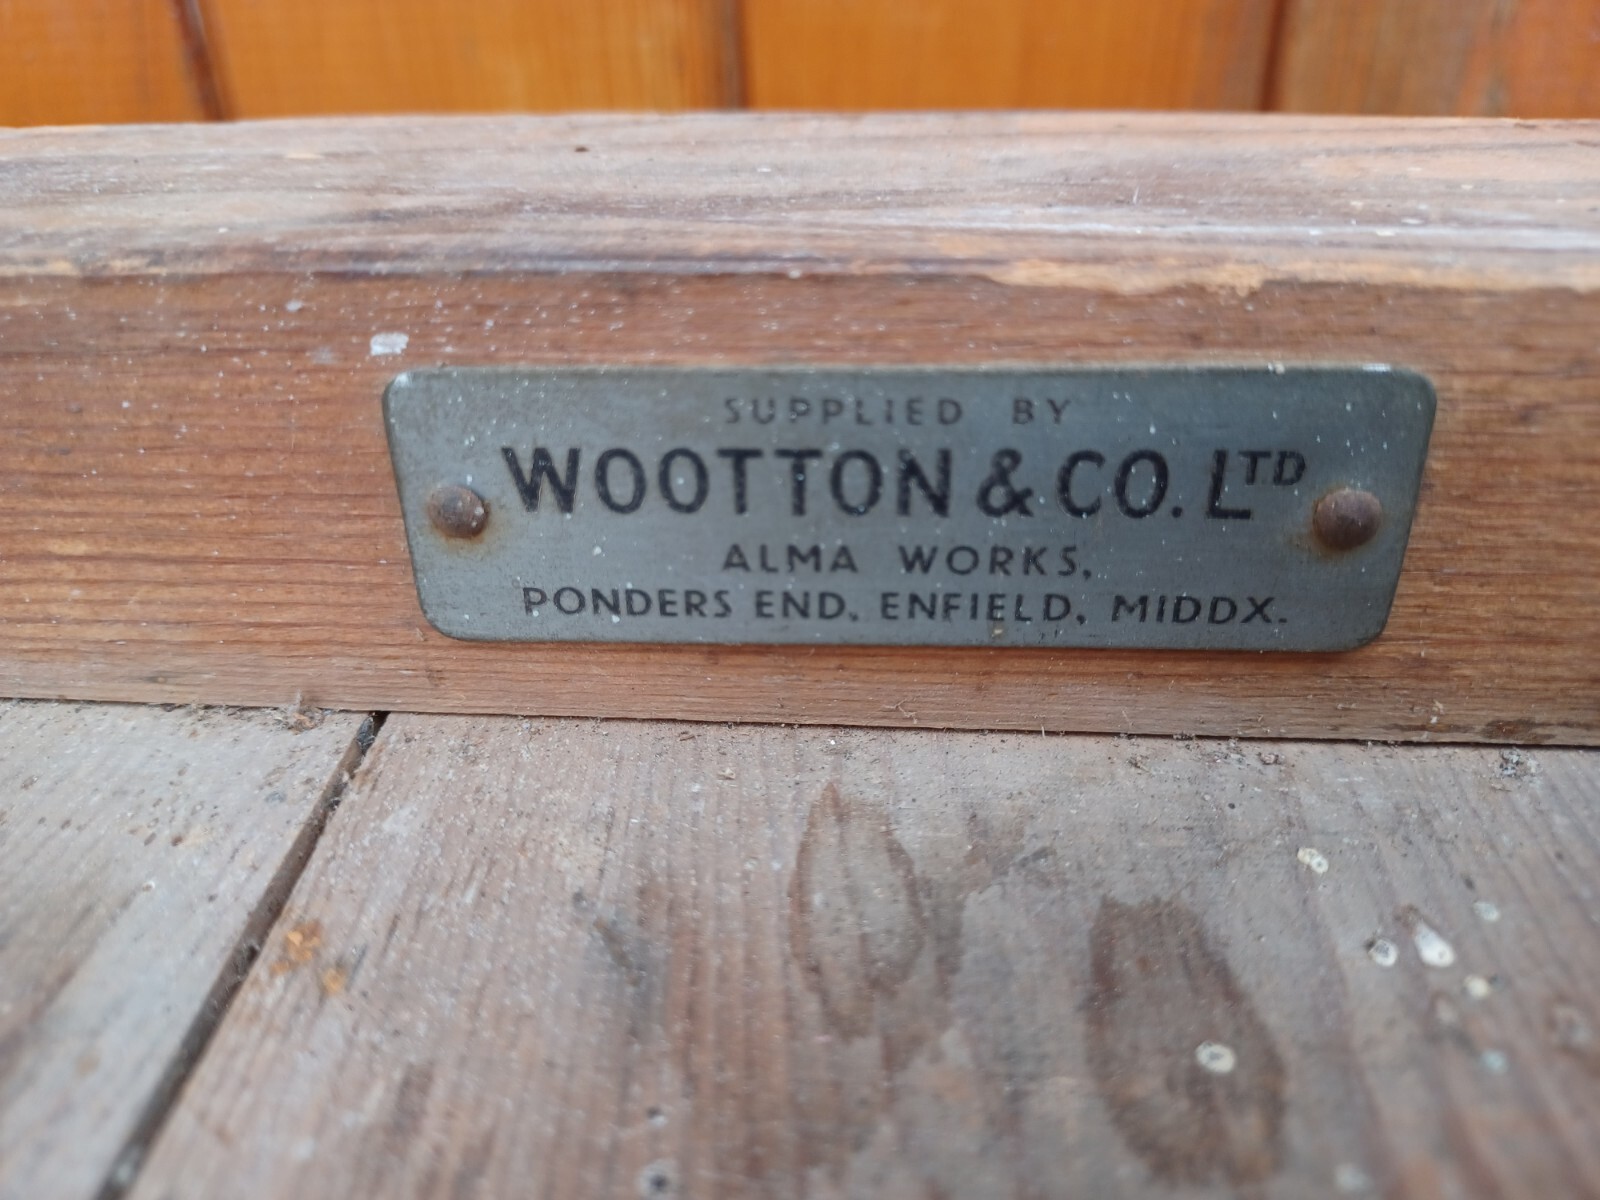 SUPPLIED BY
WOOTTON & CO. LTD
ALMA WORKS,
PONDERS END, ENFIELD, MIDDX.